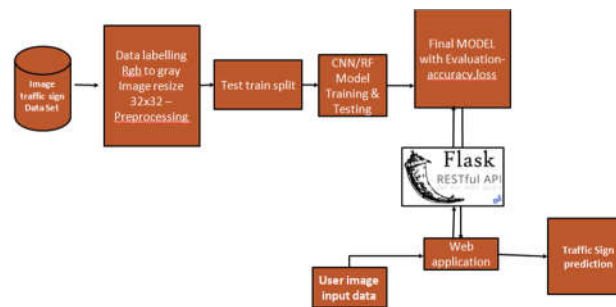 Image
traffic sign
Data Set
Data labelling
Rgb to gray
Image resize
32x32 –
Preprocessing
Test train split
CNN/RF
Model
Training &
Testing
Final MODEL
with Evaluation-
accuracy,loss
Flask
RESTful API
Web
application
User image
input data
Traffic Sign
prediction